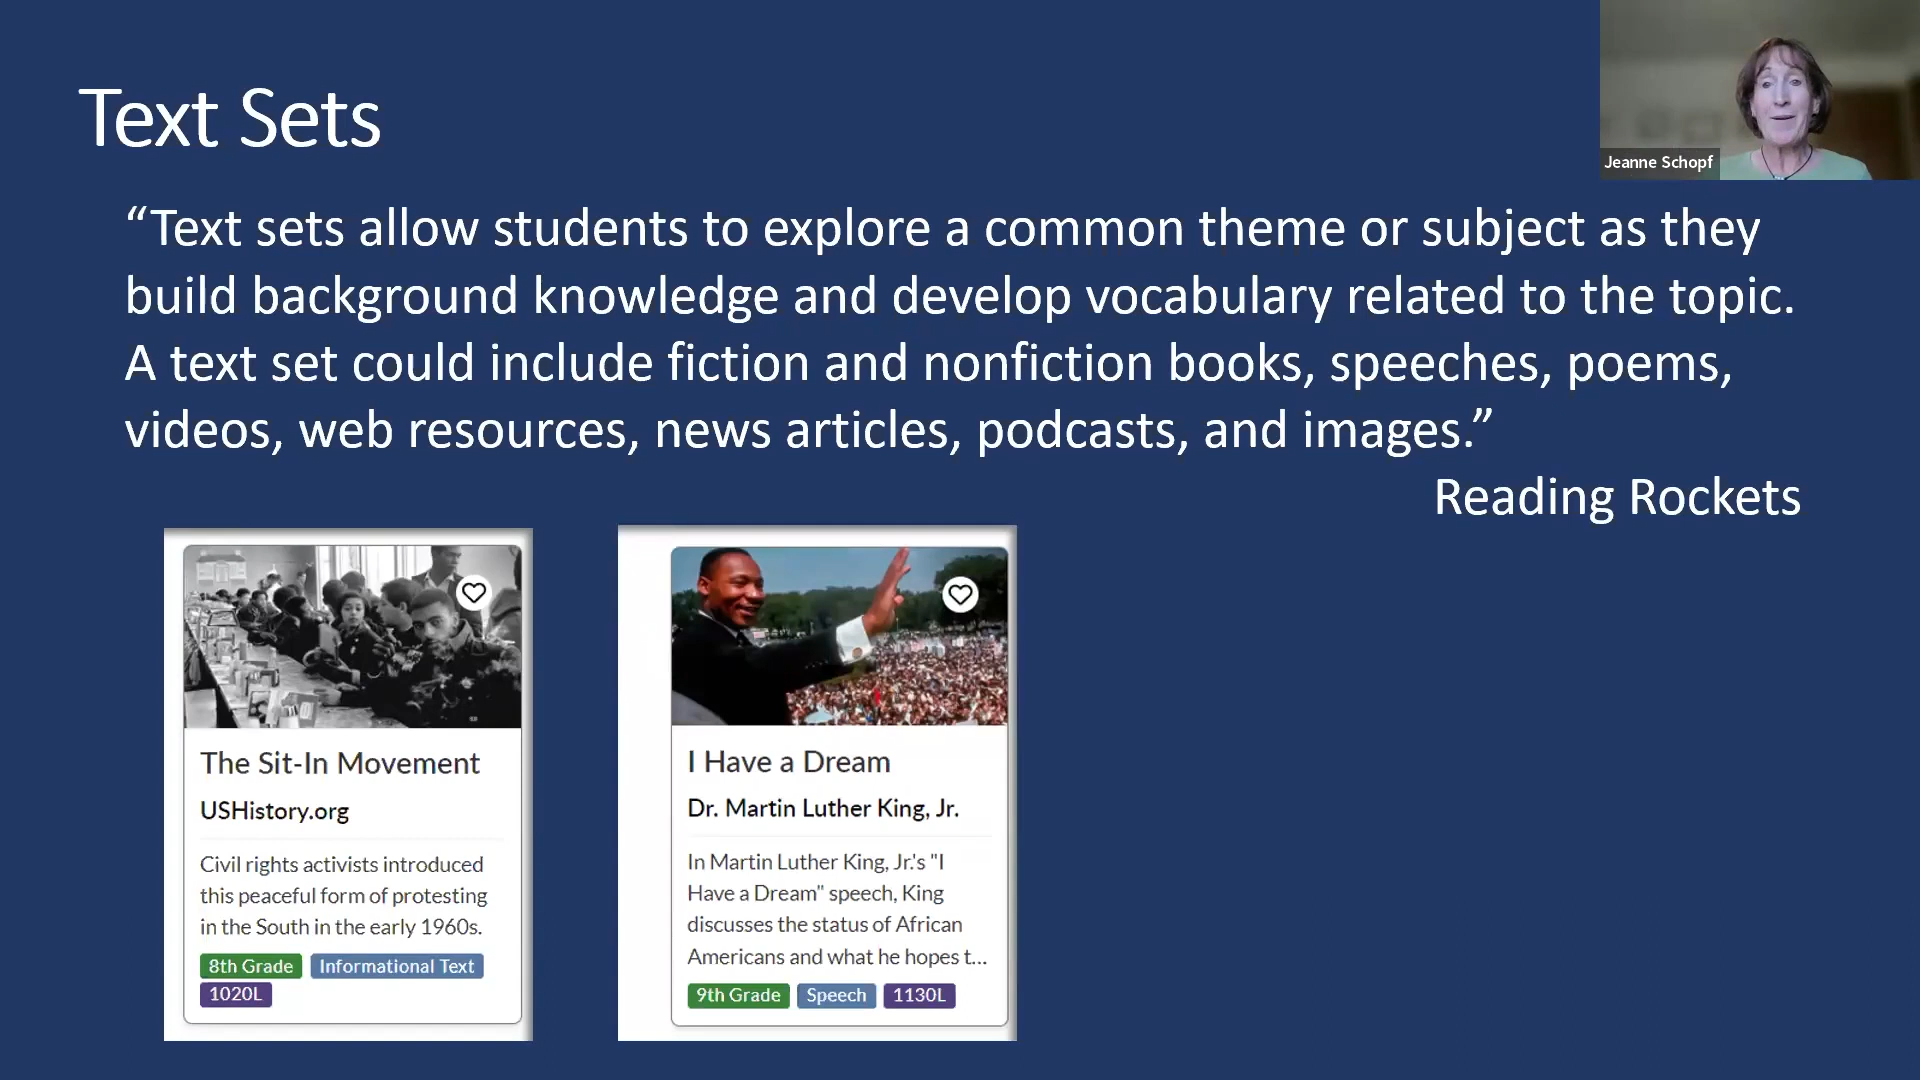 Text Sets
Jeanne Schopf
“Text sets allow students to explore a common theme or subject as they
build background knowledge and develop vocabulary related to the topic.
A text set could include fiction and nonfiction books, speeches, poems,
videos, web resources, news articles, podcasts, and images.”
Reading Rockets
The Sit-In Movement
USHistory.org
Civil rights activists introduced
this peaceful form of protesting
in the South in the early 1960s.
8th Grade Informational Text
1020L
I Have a Dream
Dr. Martin Luther King, Jr.
In Martin Luther King, Jr.'s "I
Have a Dream" speech, King
discusses the status of African
Americans and what he hopes t...
9th Grade Speech 1130L